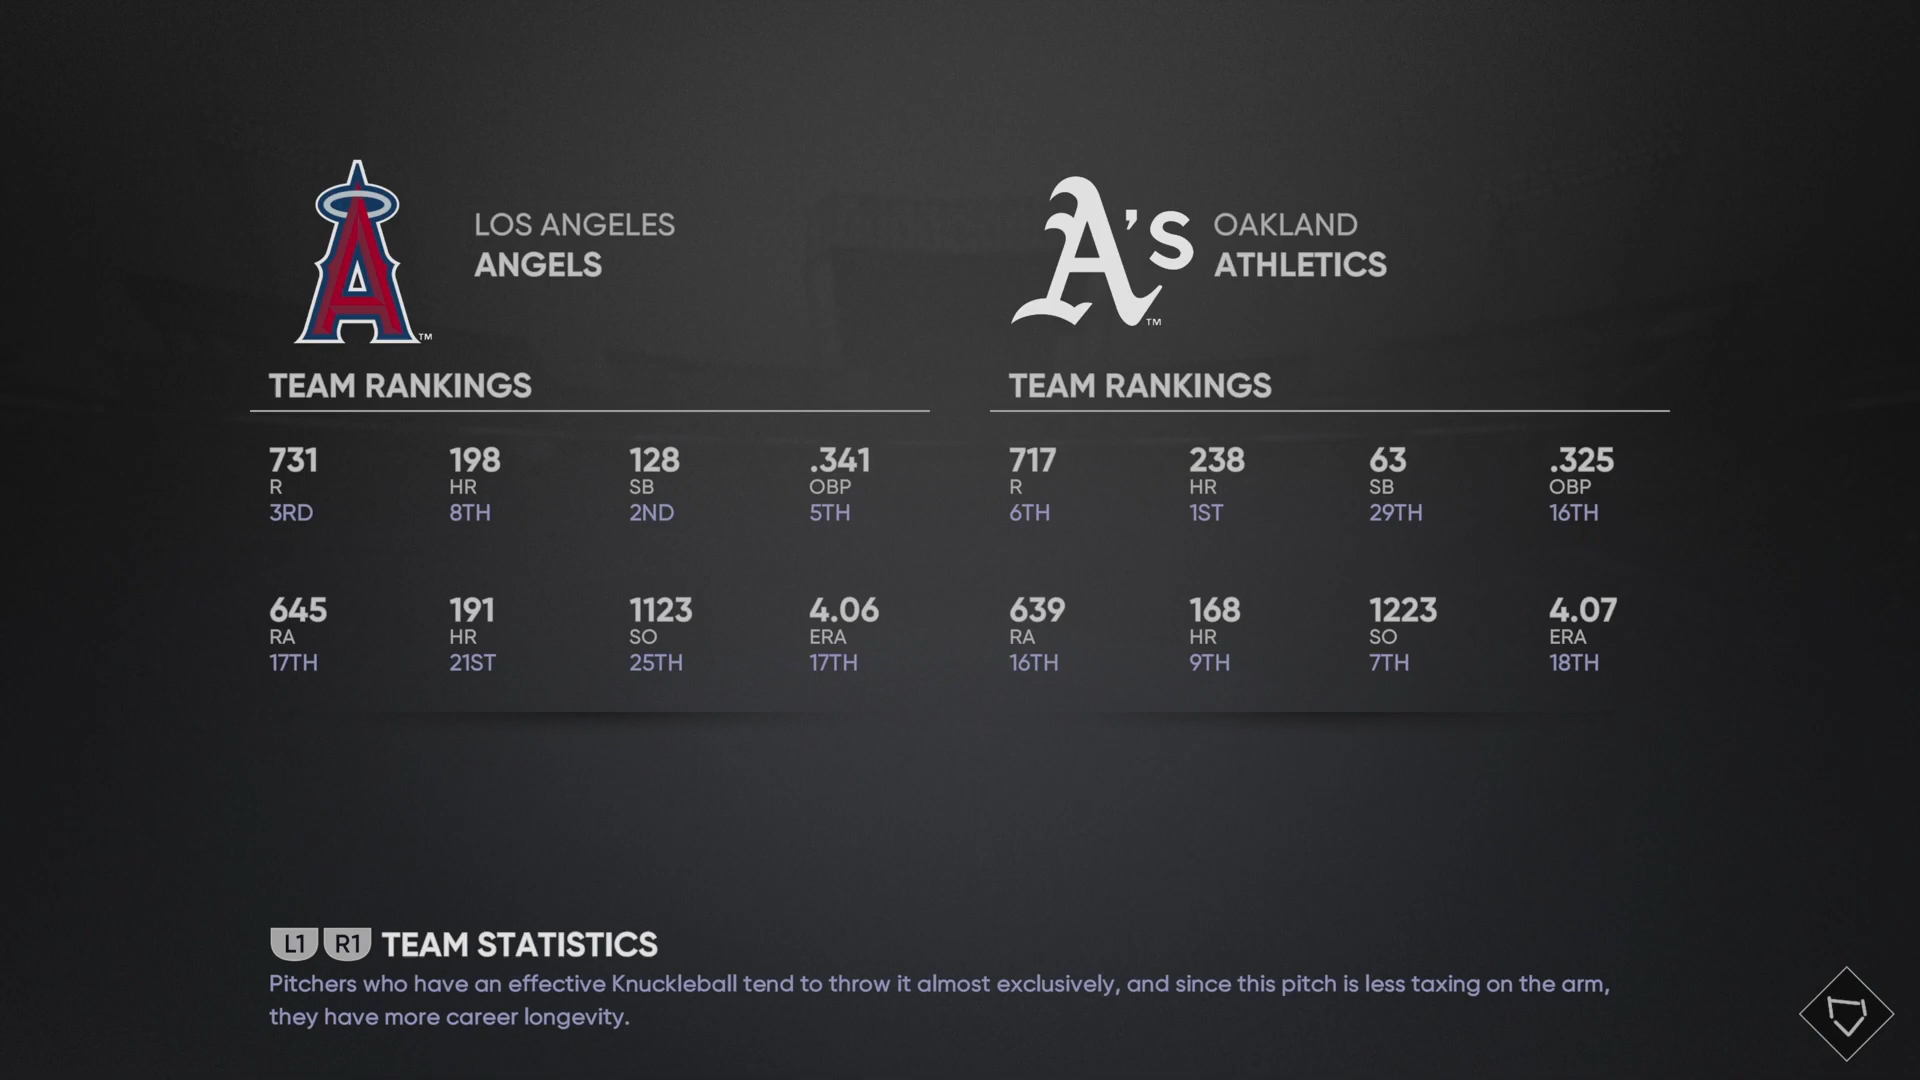 LOS ANGELES
ANGELS
A
™
TEAM RANKINGS
731 198 128 .341
R HR SB OBP
3RD 8TH 2ND 5TH
645 191 1123 4.06
RA HR SO ERA
17TH 21ST 25TH 17TH
A's
OAKLAND
ATHLETICS
™
TEAM RANKINGS
717 238 63 .325
R HR SB OBP
6TH 1ST 29TH 16TH
639 168 1223 4.07
RA HR SO ERA
16TH 9TH 7TH 18TH
L1 R1 TEAM STATISTICS
Pitchers who have an effective Knuckleball tend to throw it almost exclusively, and since this pitch is less taxing on the arm,
they have more career longevity.